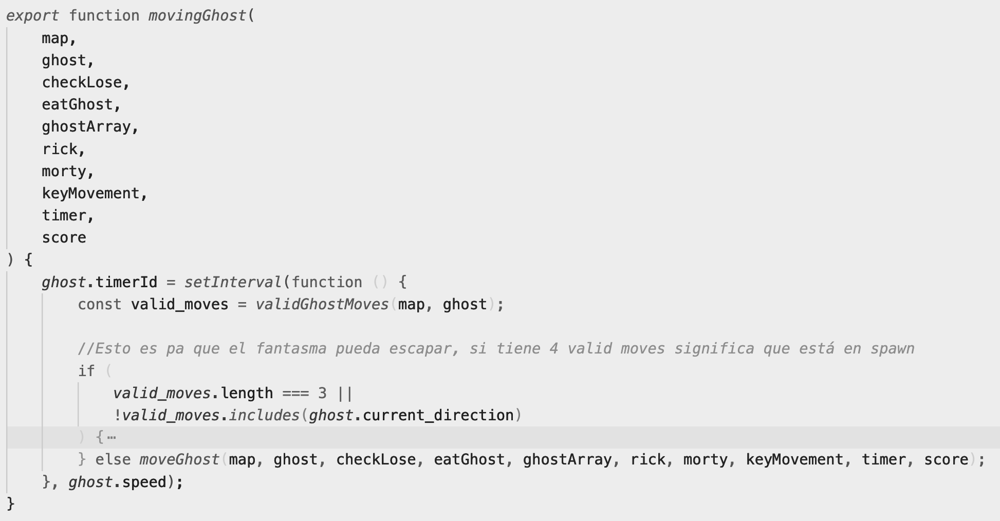 export function movingGhost(
map,
ghost,
checkLose,
eatGhost,
ghostArray,
rick,
morty,
keyMovement,
timer,
score
) {
ghost.timerId = setInterval(function () {
const valid_moves = validGhostMoves(map, ghost);
//Esto es pa que el fantasma pueda escapar, si tiene 4 valid moves significa que está en spawn
if (
valid_moves.length === 3 ||
!valid_moves.includes(ghost.current_direction)
) {⋯
} else moveGhost(map, ghost, checkLose, eatGhost, ghostArray, rick, morty, keyMovement, timer, score);
}, ghost.speed);
}